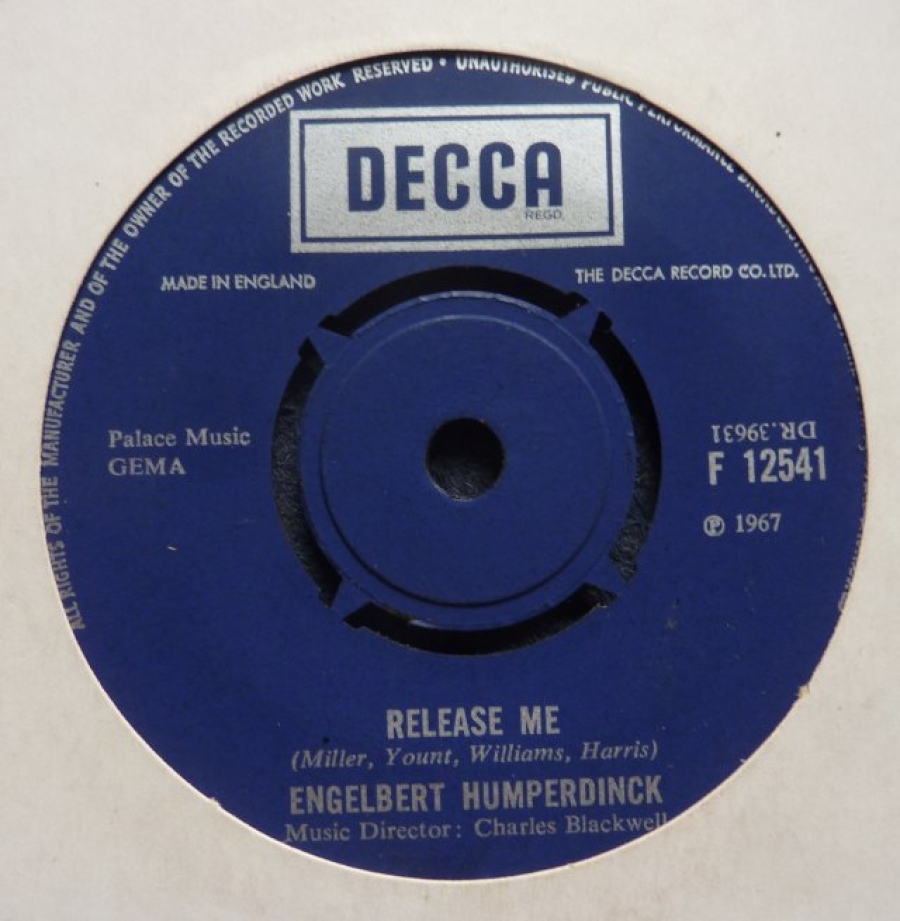 ALL RIGHTS OF THE MANUFACTURER AND OF THE OWNER OF THE RECORDED WORK RESERVED • UNAUTHORISED PUBLIC PERFORMANCE
DECCA
REGD.
MADE IN ENGLAND
THE DECCA RECORD CO. LTD.
Palace Music
GEMA
DR.39631
F 12541
Ⓟ 1967
RELEASE ME
(Miller, Yount, Williams, Harris)
ENGELBERT HUMPERDINCK
Music Director: Charles Blackwell